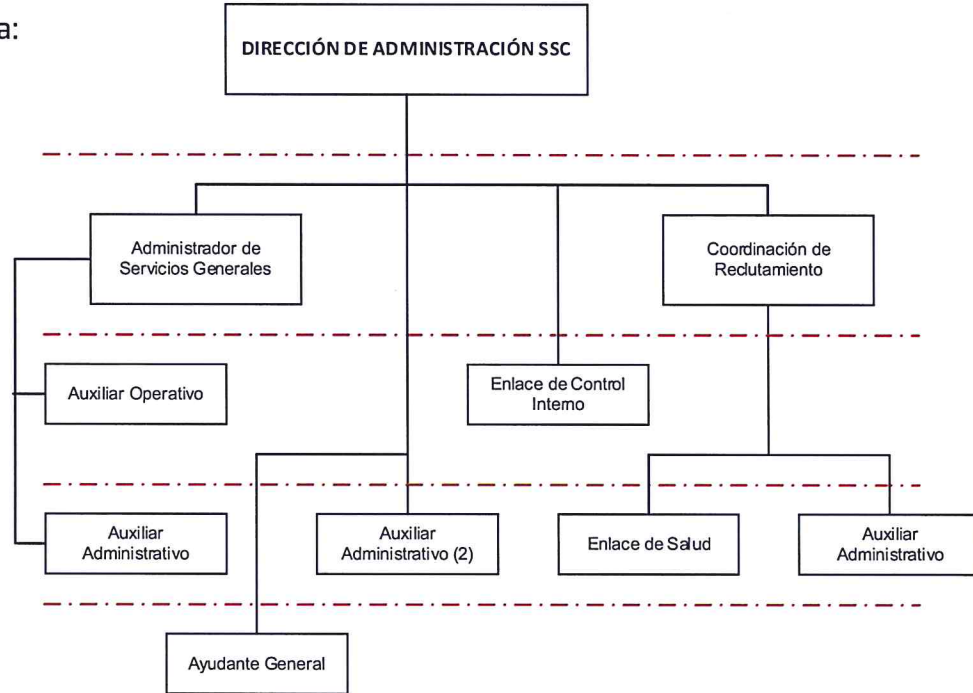 a:
DIRECCIÓN DE ADMINISTRACIÓN SSC
Administrador de
Servicios Generales
Coordinación de
Reclutamiento
Auxiliar Operativo
Enlace de Control
Interno
Auxiliar
Administrativo
Auxiliar
Administrativo (2)
Enlace de Salud
Auxiliar
Administrativo
Ayudante General